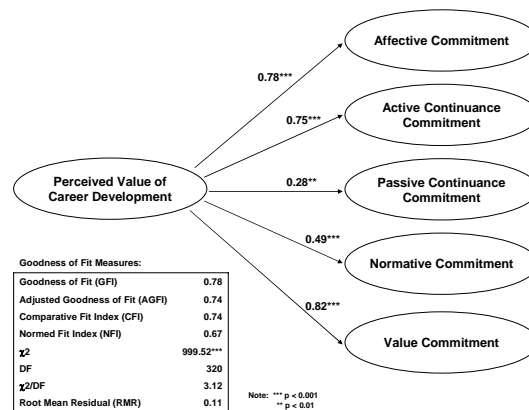 Affective Commitment
0.78***
Active Continuance
Commitment
0.75***
Perceived Value of
Career Development
0.28**
Passive Continuance
Commitment
0.49***
Normative Commitment
0.82***
Value Commitment
Goodness of Fit Measures:
Goodness of Fit (GFI) 0.78
Adjusted Goodness of Fit (AGFI) 0.74
Comparative Fit Index (CFI) 0.74
Normed Fit Index (NFI) 0.67
χ2 999.52***
DF 320
χ2/DF 3.12
Root Mean Residual (RMR) 0.11
Note: *** p < 0.001
** p < 0.01